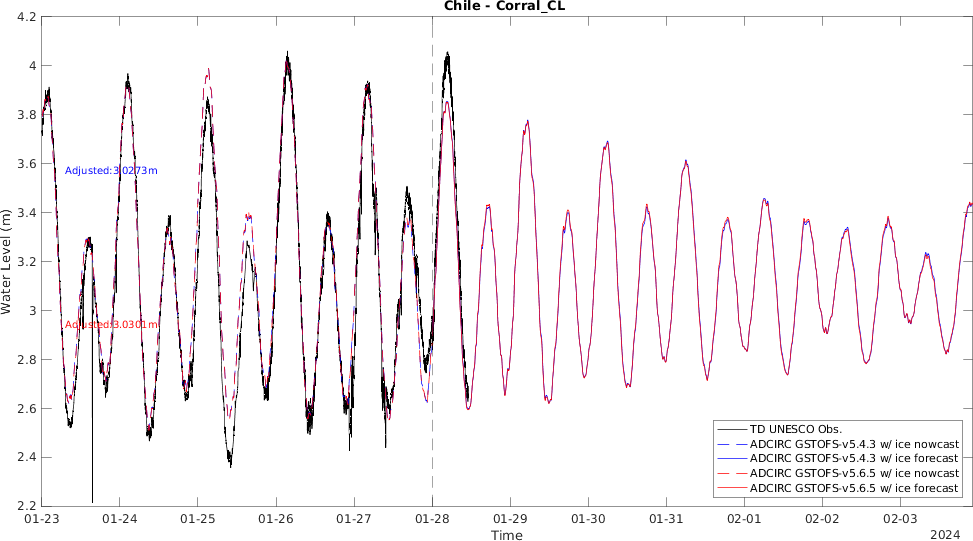 Chile - Corral_CL
4.2
4
3.8
3.6
3.4
3.2
3
2.8
2.6
2.4
2.2
Water Level (m)
Adjusted:3.0273m
Adjusted:3.0301m
TD UNESCO Obs.
ADCIRC GSTOFS-v5.4.3 w/ ice nowcast
ADCIRC GSTOFS-v5.4.3 w/ ice forecast
ADCIRC GSTOFS-v5.6.5 w/ ice nowcast
ADCIRC GSTOFS-v5.6.5 w/ ice forecast
01-23 01-24 01-25 01-26 01-27 01-28 01-29 01-30 01-31 02-01 02-02 02-03
Time
2024